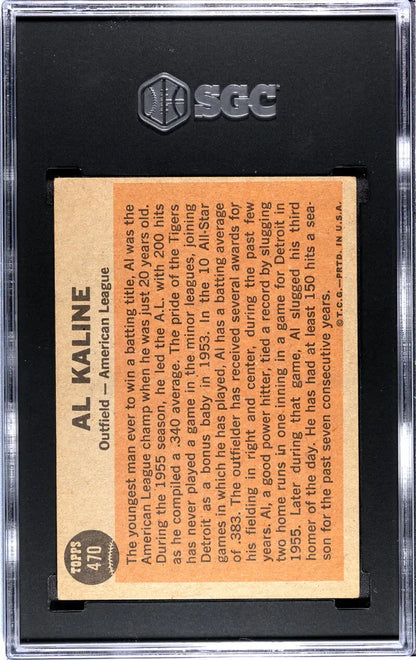 SGC
TOPPS
470
AL KALINE
Outfield — American League
The youngest man ever to win a batting title, Al was the
American League champ when he was just 20 years old.
During the 1955 season, he led the A.L. with 200 hits
as he compiled a .340 average. The pride of the Tigers
has never played a game in the minor leagues, joining
Detroit as a bonus baby in 1953. In the 10 All-Star
games in which he has played, Al has a batting average
of .383. The outfielder has received several awards for
his fielding in right and center, during the past few
years. Al, a good power hitter, tied a record by slugging
two home runs in one inning in a game for Detroit in
1955. Later during that game, Al slugged his third
homer of the day. He has had at least 150 hits a sea-
son for the past seven consecutive years.
©T.C.G.—PRTD. IN U.S.A.